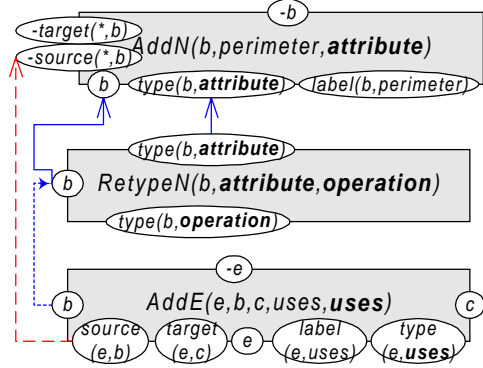 -b
-target(*,b)
-source(*,b)
AddN(b,perimeter,attribute)
b
type(b,attribute)
label(b,perimeter)
type(b,attribute)
b
RetypeN(b,attribute,operation)
type(b,operation)
-e
b
AddE(e,b,c,uses,uses)
c
source
(e,b)
target
(e,c)
e
label
(e,uses)
type
(e,uses)